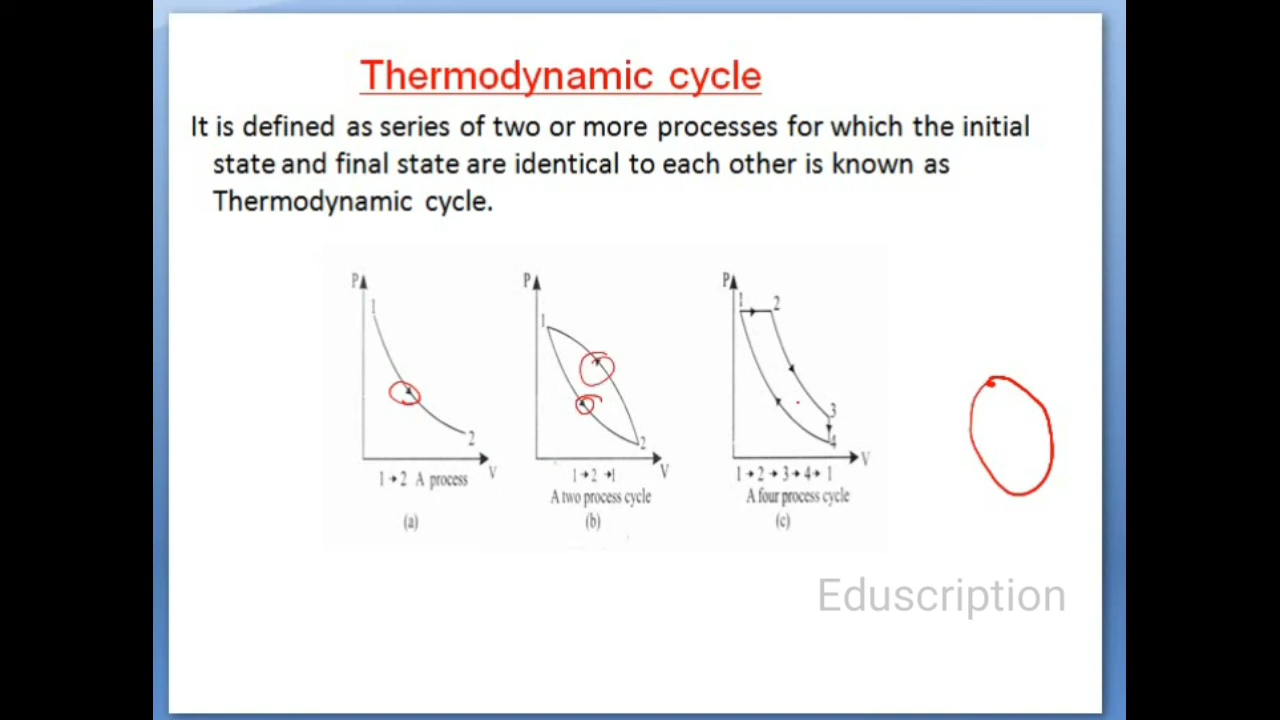 Thermodynamic cycle
It is defined as series of two or more processes for which the initial
state and final state are identical to each other is known as
Thermodynamic cycle.
P
1
2
V
1→2 A process
(a)
P
1
2
V
1→2→1
A two process cycle
(b)
P
1
2
3
4
V
1→2→3→4→1
A four process cycle
(c)
Eduscription